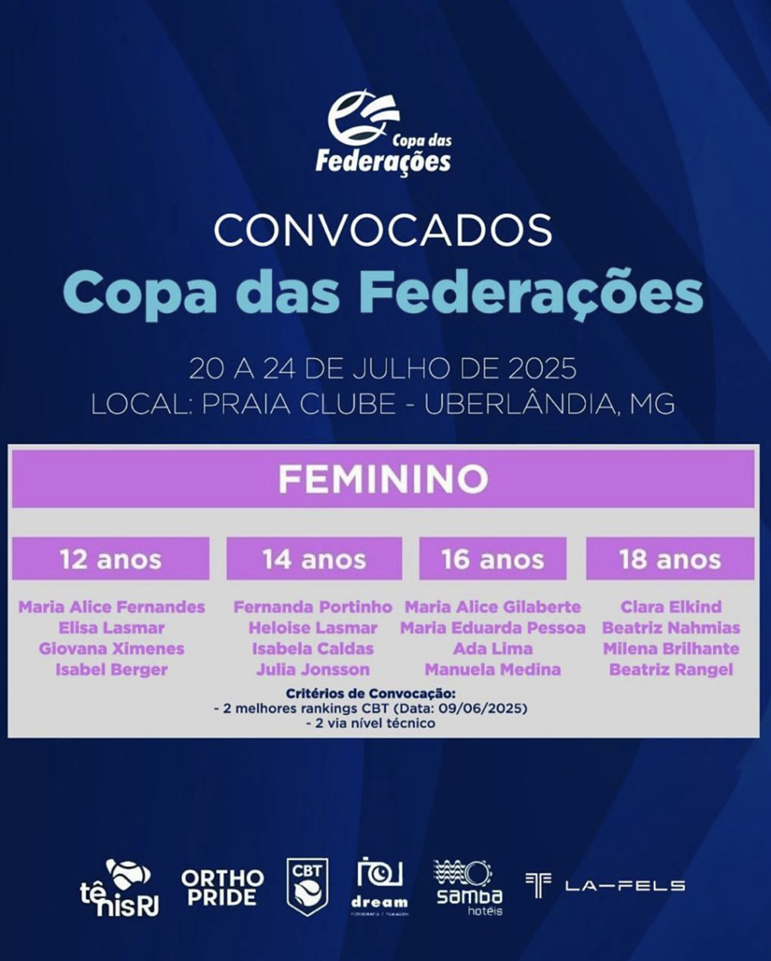 Copa das
Federações
CONVOCADOS
Copa das Federações
20 A 24 DE JULHO DE 2025
LOCAL: PRAIA CLUBE - UBERLÂNDIA, MG
FEMININO
12 anos
Maria Alice Fernandes
Elisa Lasmar
Giovana Ximenes
Isabel Berger
14 anos
Fernanda Portinho
Heloise Lasmar
Isabela Caldas
Julia Jonsson
16 anos
Maria Alice Gilaberte
Maria Eduarda Pessoa
Ada Lima
Manuela Medina
18 anos
Clara Elkind
Beatriz Nahmias
Milena Brilhante
Beatriz Rangel
Critérios de Convocação:
- 2 melhores rankings CBT (Data: 09/06/2025)
- 2 via nível técnico
tênisRJ
ORTHO
PRIDE
CBT
dream
samba
hotéis
LA-FELS